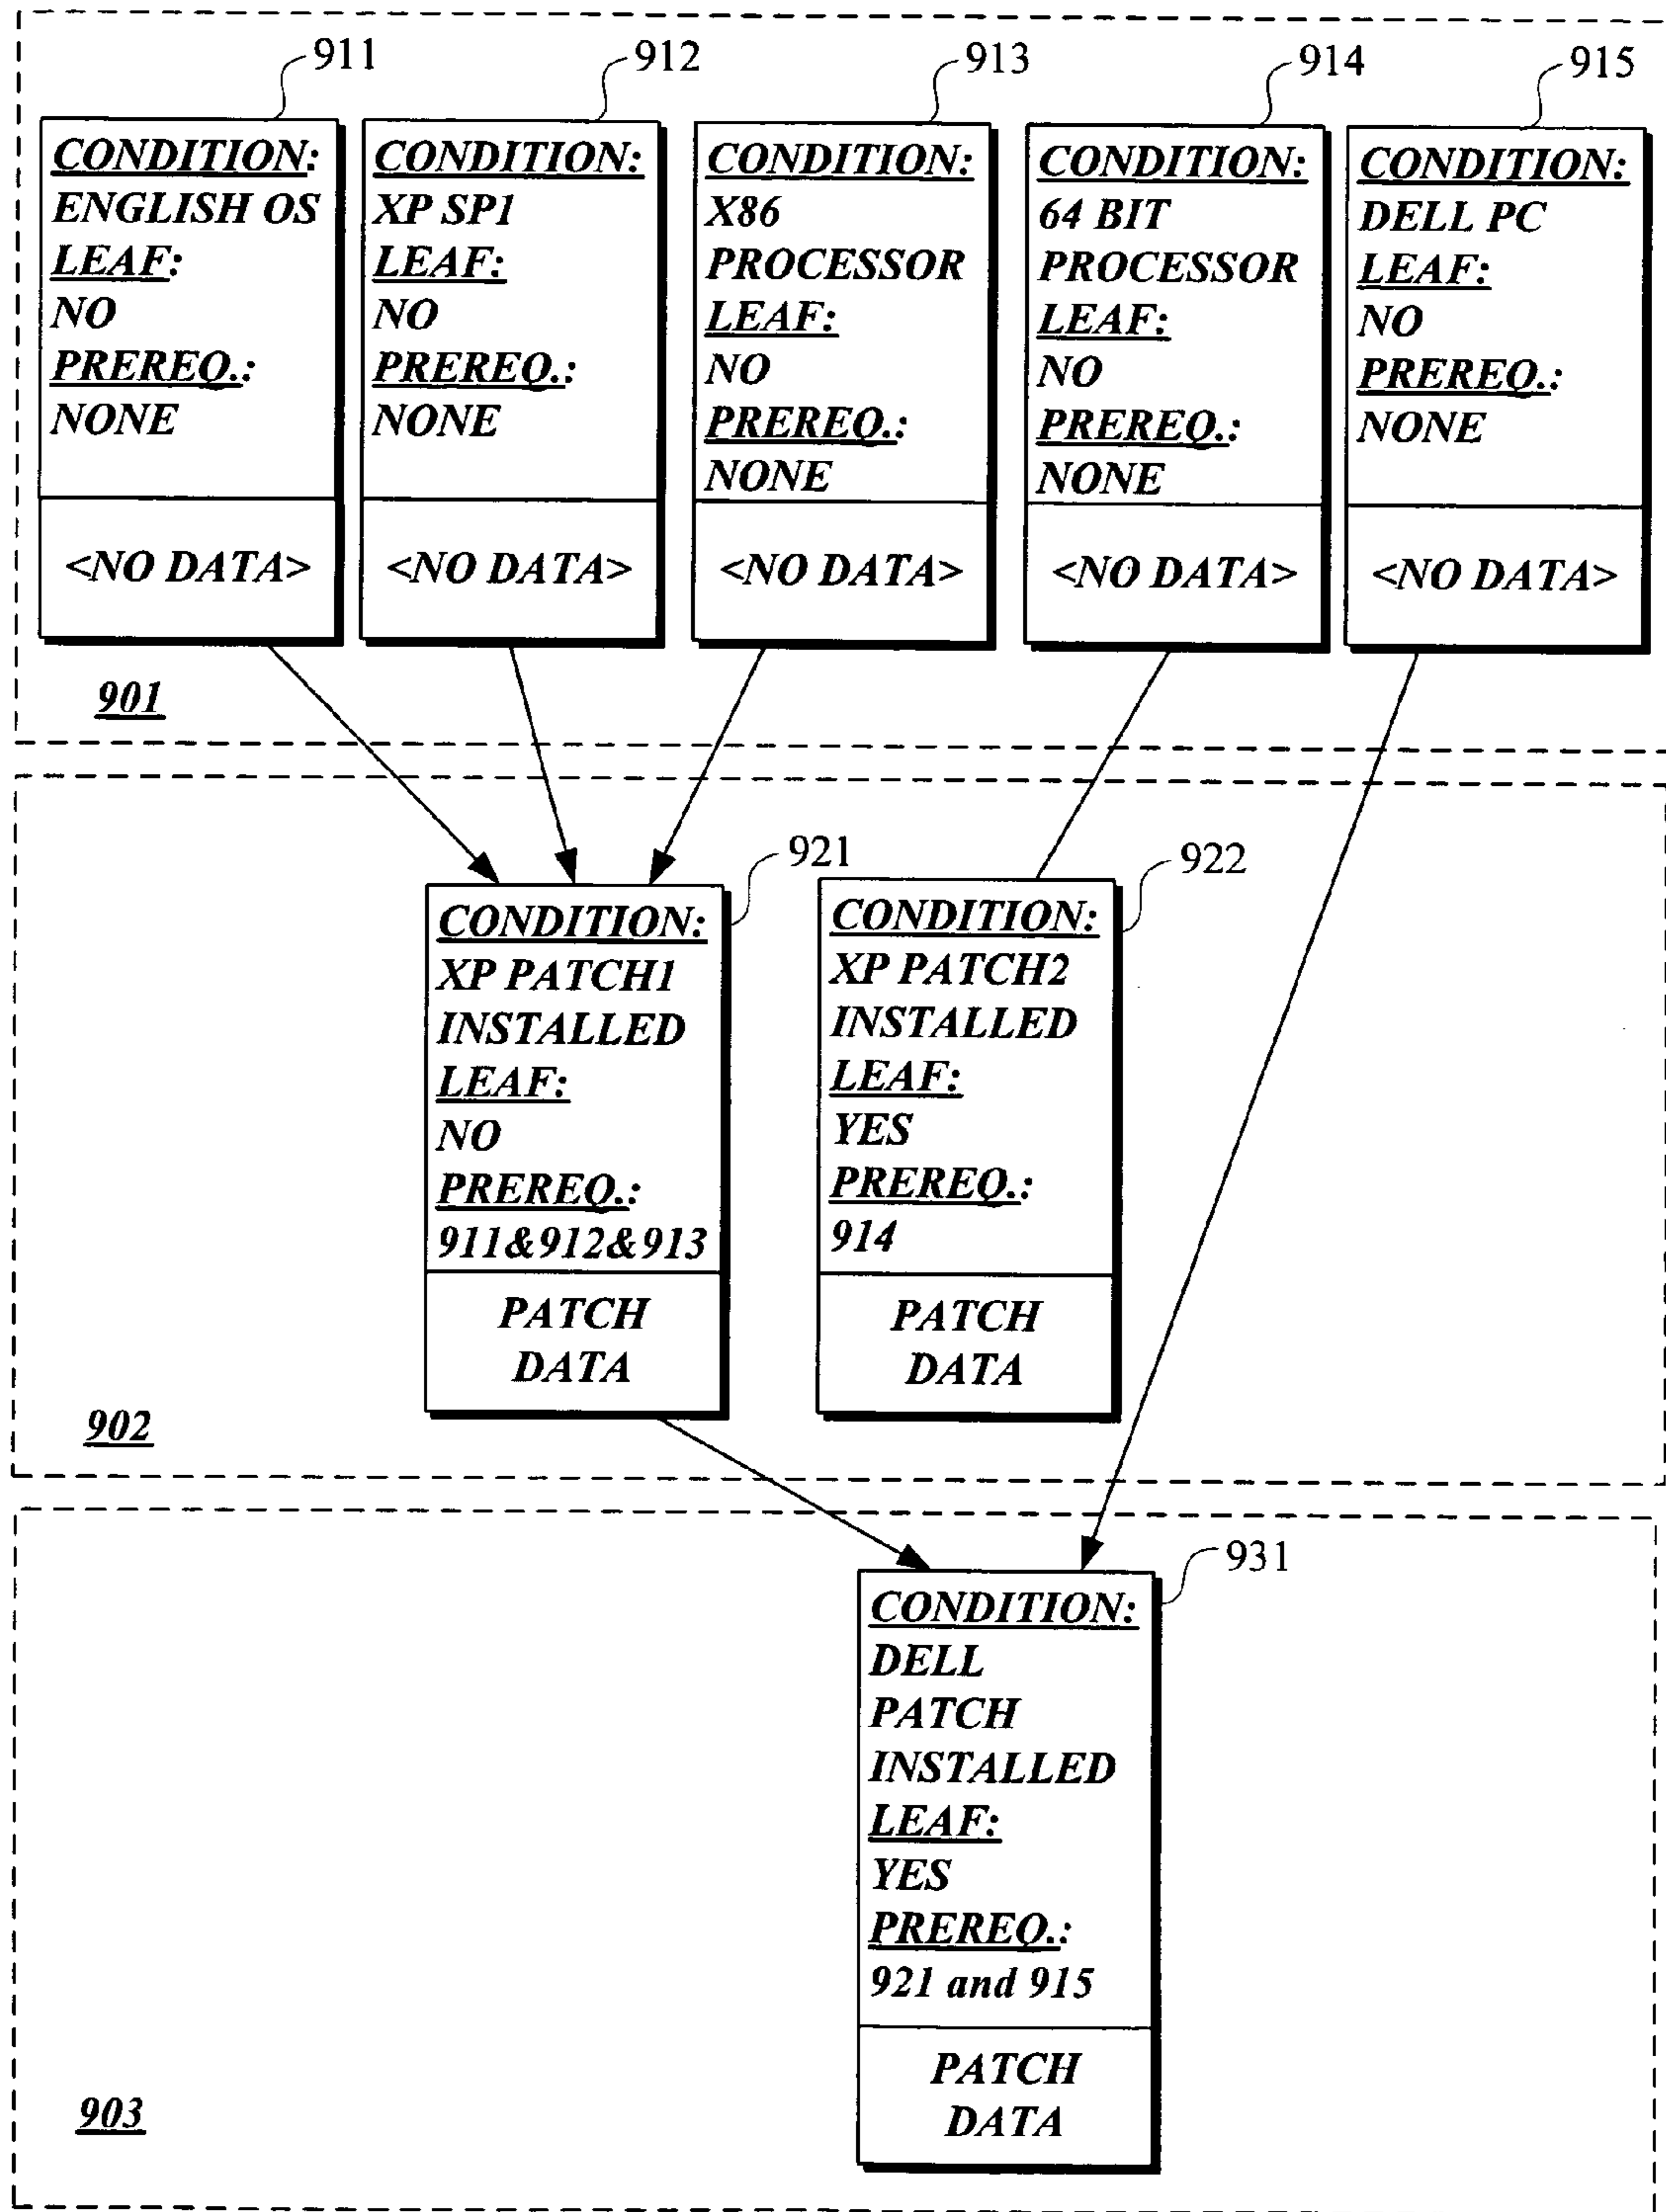 911
912
913
914
915
CONDITION:
ENGLISH OS
LEAF:
NO
PREREQ.:
NONE
<NO DATA>
CONDITION:
XP SP1
LEAF:
NO
PREREQ.:
NONE
<NO DATA>
CONDITION:
X86
PROCESSOR
LEAF:
NO
PREREQ.:
NONE
<NO DATA>
CONDITION:
64 BIT
PROCESSOR
LEAF:
NO
PREREQ.:
NONE
<NO DATA>
CONDITION:
DELL PC
LEAF:
NO
PREREQ.:
NONE
<NO DATA>
901
921
CONDITION:
XP PATCH1
INSTALLED
LEAF:
NO
PREREQ.:
911&912&913
PATCH
DATA
922
CONDITION:
XP PATCH2
INSTALLED
LEAF:
YES
PREREQ.:
914
PATCH
DATA
902
931
CONDITION:
DELL
PATCH
INSTALLED
LEAF:
YES
PREREQ.:
921 and 915
PATCH
DATA
903